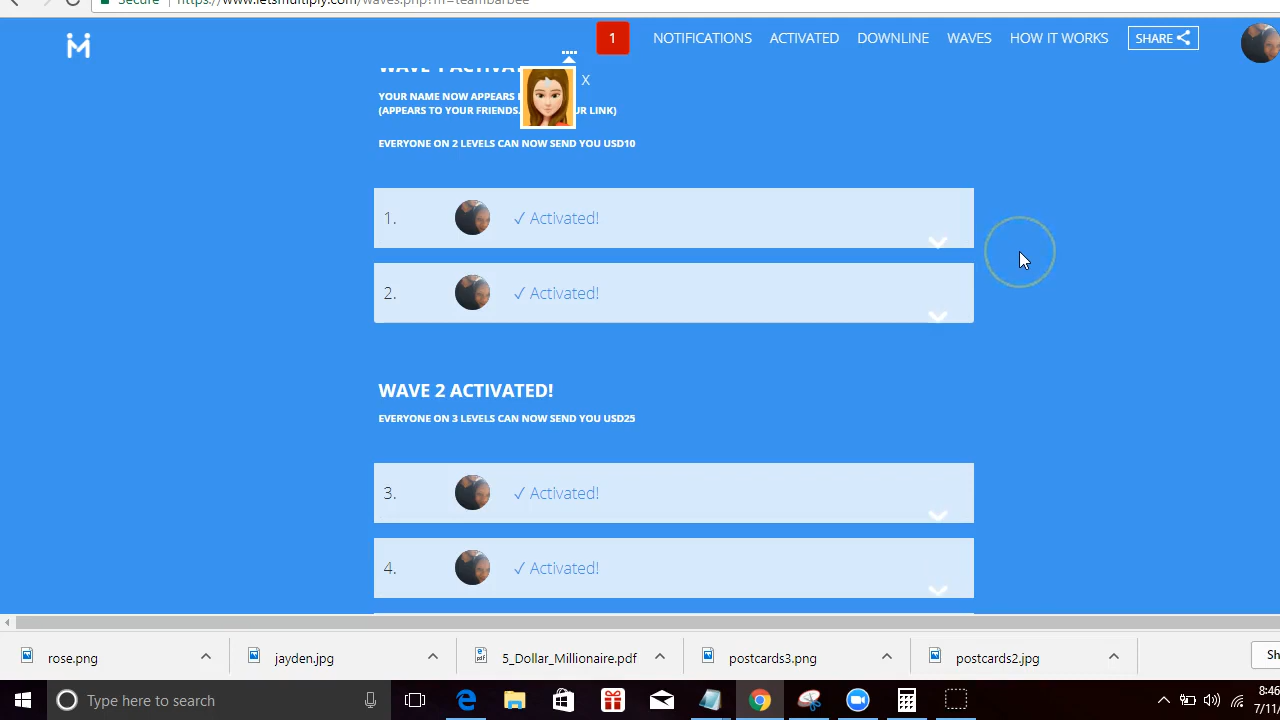 Secure https://www.letsmultiply.com/waves.php?m=teambarbee
1 NOTIFICATIONS ACTIVATED DOWNLINE WAVES HOW IT WORKS SHARE
X
YOUR NAME NOW APPEARS
(APPEARS TO YOUR FRIENDS. UR LINK)
EVERYONE ON 2 LEVELS CAN NOW SEND YOU USD10
1. ✓ Activated!
2. ✓ Activated!
WAVE 2 ACTIVATED!
EVERYONE ON 3 LEVELS CAN NOW SEND YOU USD25
3. ✓ Activated!
4. ✓ Activated!
rose.png jayden.jpg 5_Dollar_Millionaire.pdf postcards3.png postcards2.jpg Sh
Type here to search
8:46
7/11/